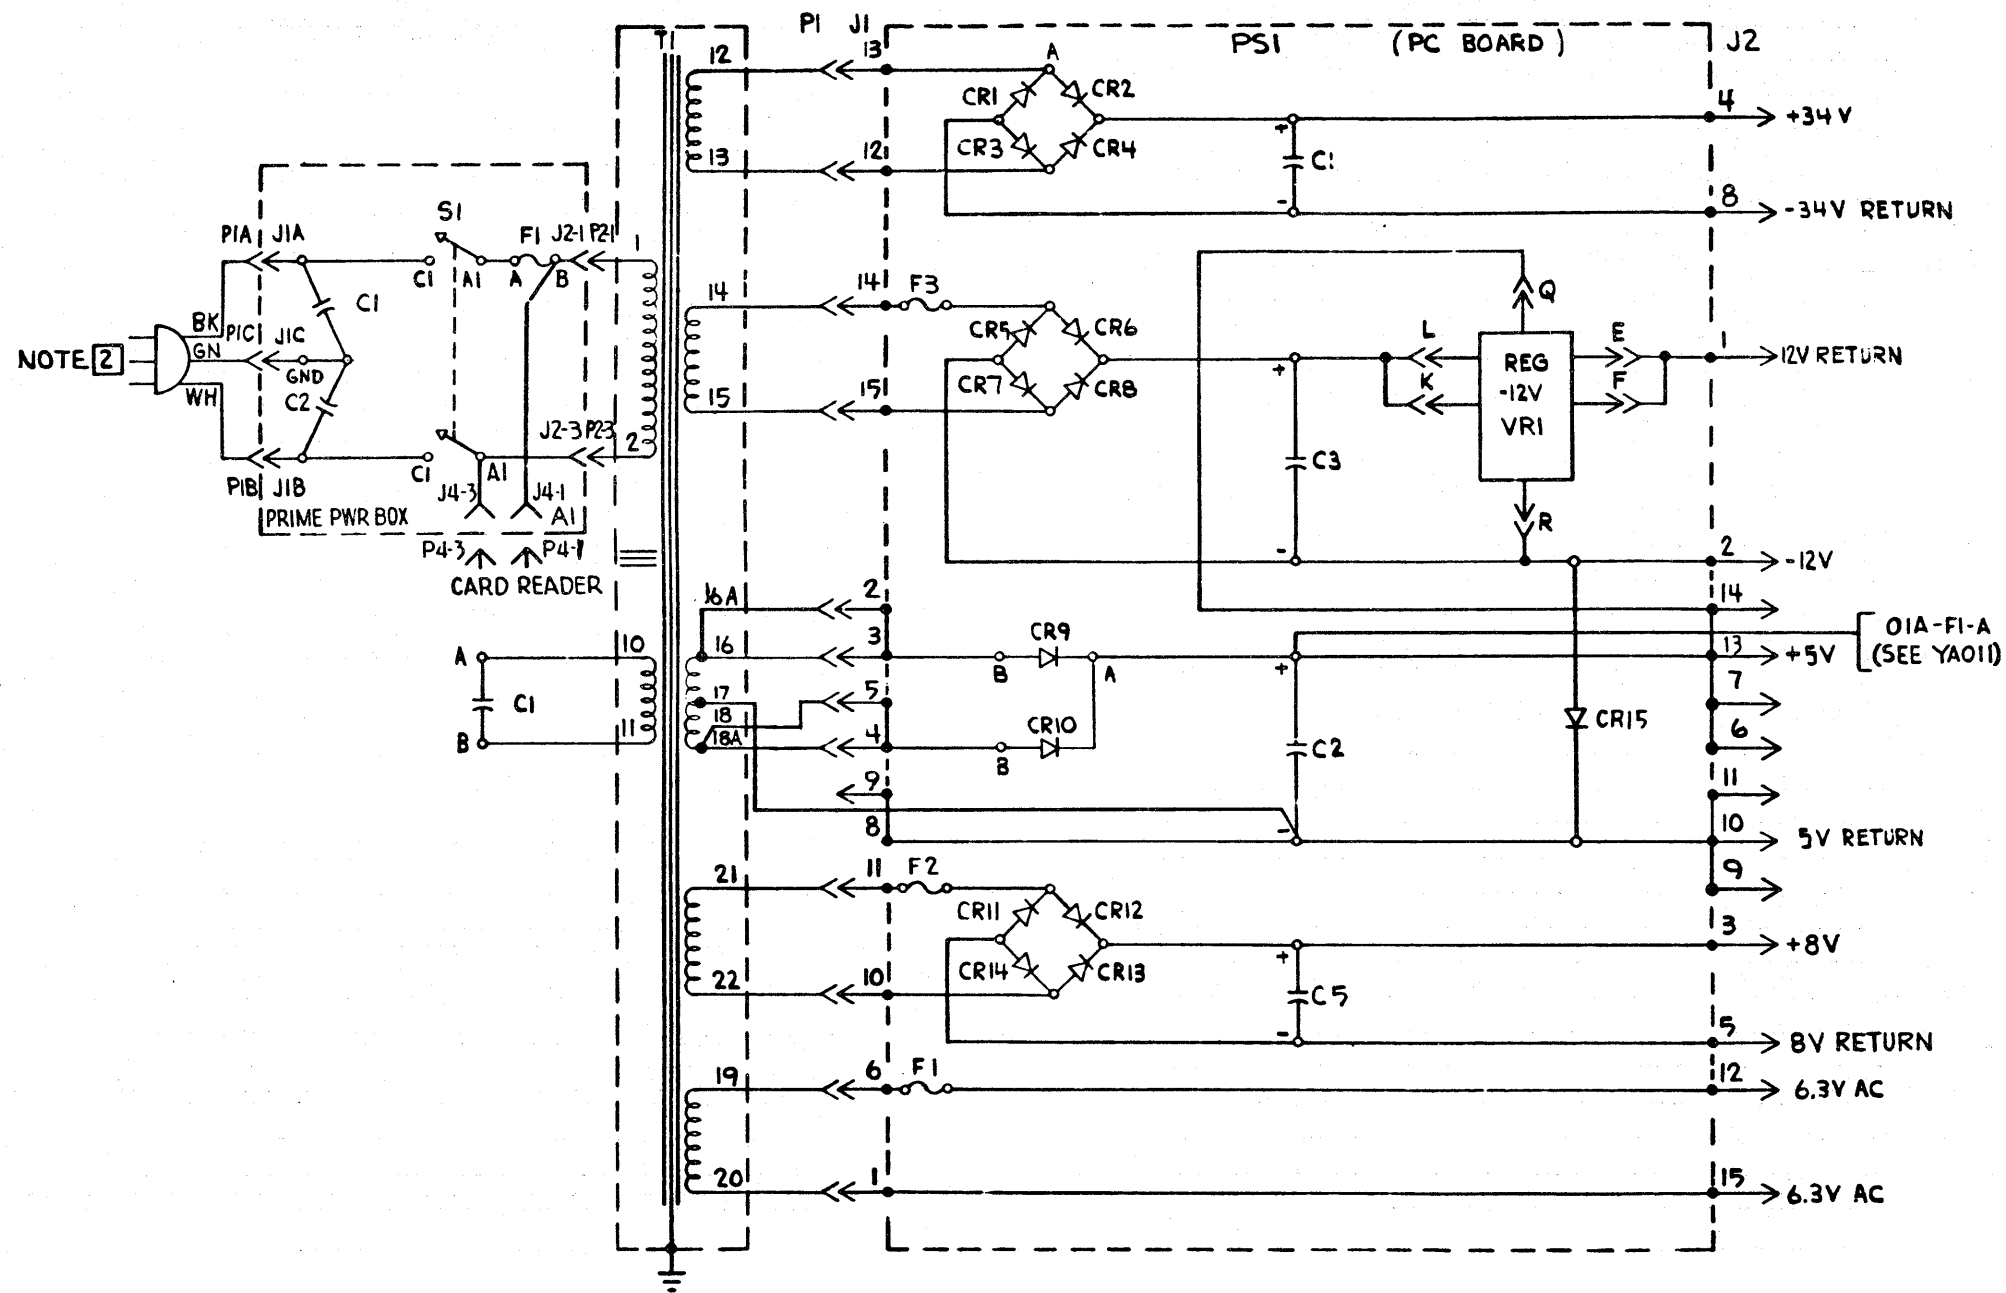 P1 J1
PS1 (PC BOARD) J2
T1
12 13 A
CR1 CR2
4 +34V
+
13 12
CR3 CR4
C1
-
8 -34V RETURN
S1
P1A J1A
F1 J2-1 P2-1 1
C1 A1 A B
C1
14 14 F3
CR5 CR6
Q
BK P1C J1C
NOTE 2
GN
GND
WH
C2
L E
1 12V RETURN
REG
-12V
VR1
K F
+
15 15
CR7 CR8
J2-3 P2-3 2
C1 A1
C3
P1B J1B
J4-3 J4-1
PRIME PWR BOX A1
R
P4-3 P4-1
CARD READER
-
2 -12V
16A 2
14
10 16 3 CR9
A
B A
+
13 +5V
01A-F1-A
(SEE YA011)
17 5
7
C1
11
18
18A 4 CR10
B
B
C2
CR15
6
9
11
8
-
10 5V RETURN
21 11 F2
9
CR11 CR12
3 +8V
+
22 10
CR14 CR13
C5
-
5 8V RETURN
19 6 F1
12 6.3V AC
20 1
15 6.3V AC